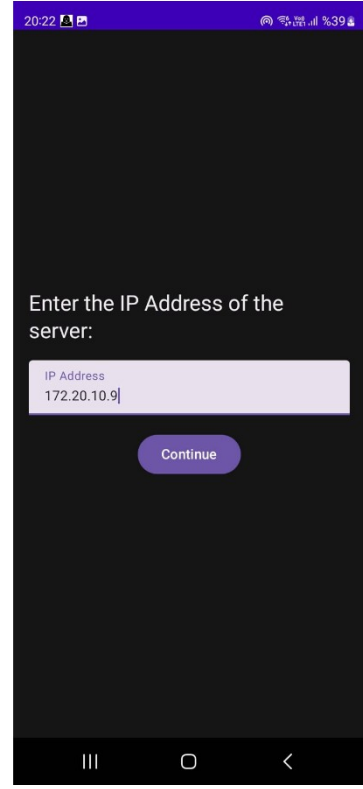 20:22 %39
Enter the IP Address of the
server:
IP Address
172.20.10.9
Continue